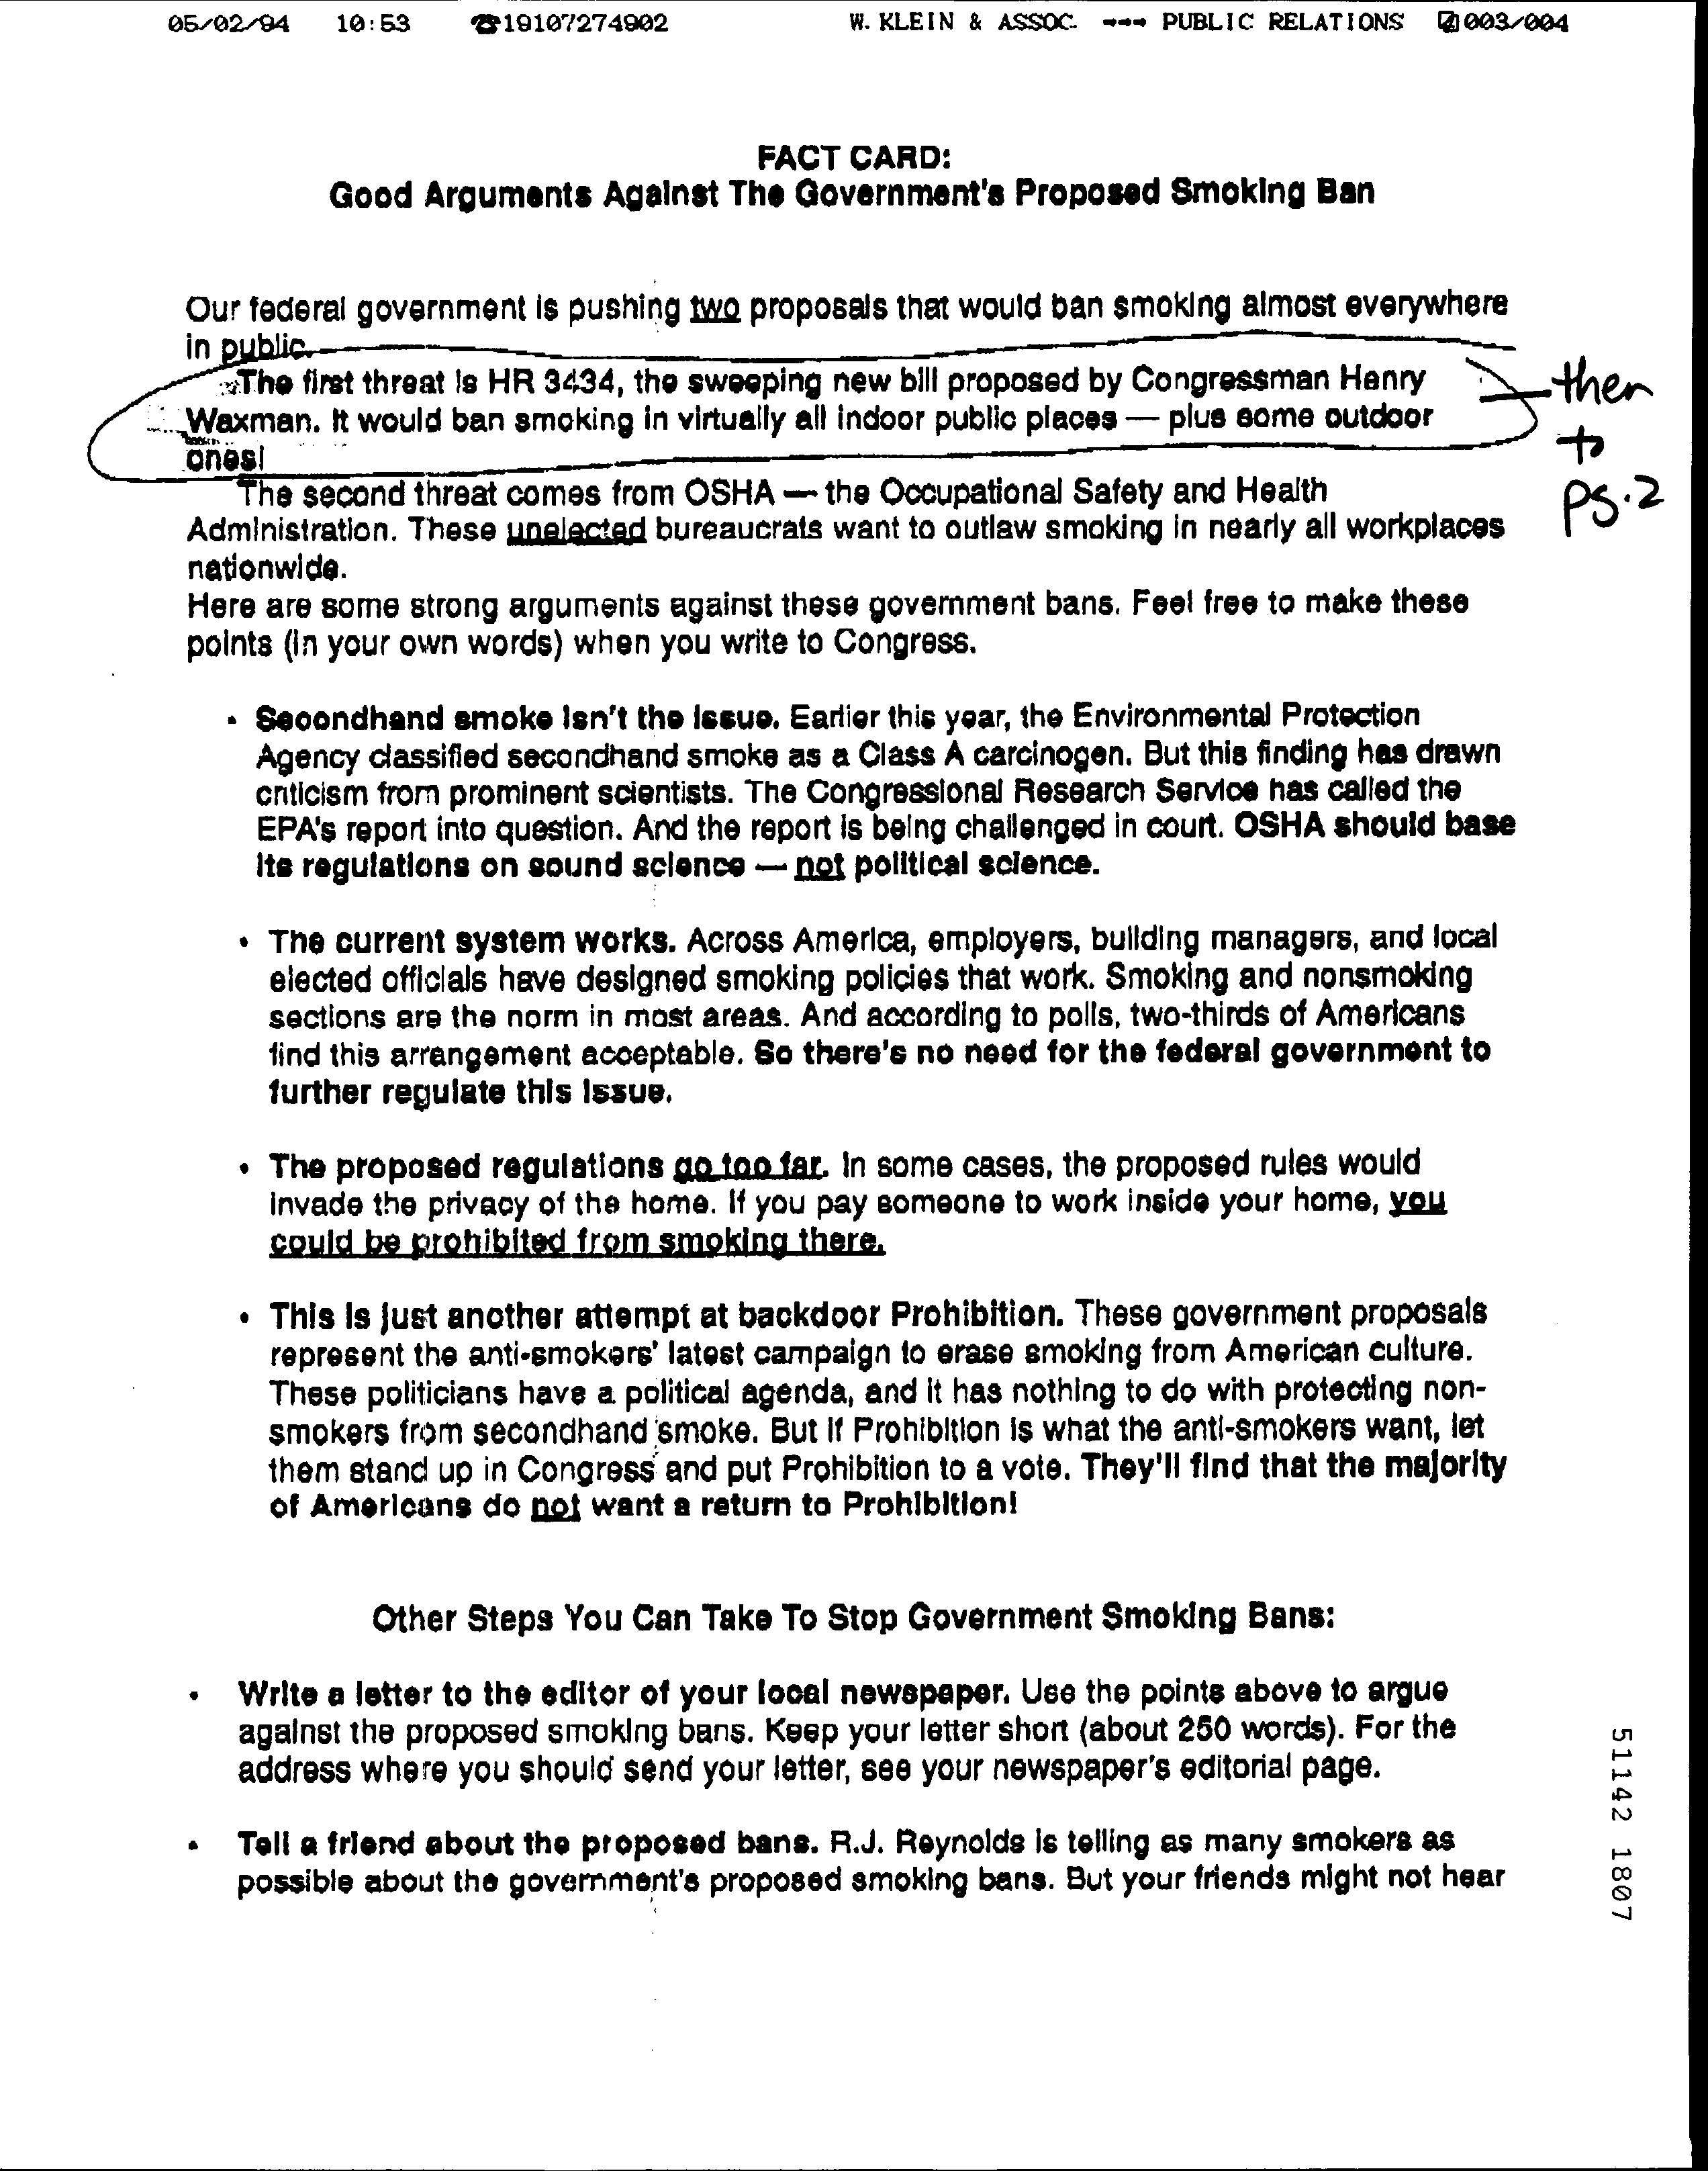 05/02/94 10:53 ☎19107274902 W. KLEIN & ASSOC. →→→ PUBLIC RELATIONS 003/004
FACT CARD:
Good Arguments Against The Government's Proposed Smoking Ban
Our federal government is pushing two proposals that would ban smoking almost everywhere
in public.
The first threat is HR 3434, the sweeping new bill proposed by Congressman Henry
Waxman. It would ban smoking in virtually all indoor public places — plus some outdoor
ones!
then
to
pg.2
The second threat comes from OSHA — the Occupational Safety and Health
Administration. These unelected bureaucrats want to outlaw smoking in nearly all workplaces
nationwide.
Here are some strong arguments against these government bans. Feel free to make these
points (in your own words) when you write to Congress.
• Secondhand smoke isn't the issue. Earlier this year, the Environmental Protection
Agency classified secondhand smoke as a Class A carcinogen. But this finding has drawn
criticism from prominent scientists. The Congressional Research Service has called the
EPA's report into question. And the report is being challenged in court. OSHA should base
its regulations on sound science — not political science.
• The current system works. Across America, employers, building managers, and local
elected officials have designed smoking policies that work. Smoking and nonsmoking
sections are the norm in most areas. And according to polls, two-thirds of Americans
find this arrangement acceptable. So there's no need for the federal government to
further regulate this issue.
• The proposed regulations go too far. In some cases, the proposed rules would
invade the privacy of the home. If you pay someone to work inside your home, you
could be prohibited from smoking there.
• This is just another attempt at backdoor Prohibition. These government proposals
represent the anti-smokers' latest campaign to erase smoking from American culture.
These politicians have a political agenda, and it has nothing to do with protecting non-
smokers from secondhand smoke. But if Prohibition is what the anti-smokers want, let
them stand up in Congress and put Prohibition to a vote. They'll find that the majority
of Americans do not want a return to Prohibition!
Other Steps You Can Take To Stop Government Smoking Bans:
• Write a letter to the editor of your local newspaper. Use the points above to argue
against the proposed smoking bans. Keep your letter short (about 250 words). For the
address where you should send your letter, see your newspaper's editorial page.
• Tell a friend about the proposed bans. R.J. Reynolds is telling as many smokers as
possible about the government's proposed smoking bans. But your friends might not hear
51142 1807